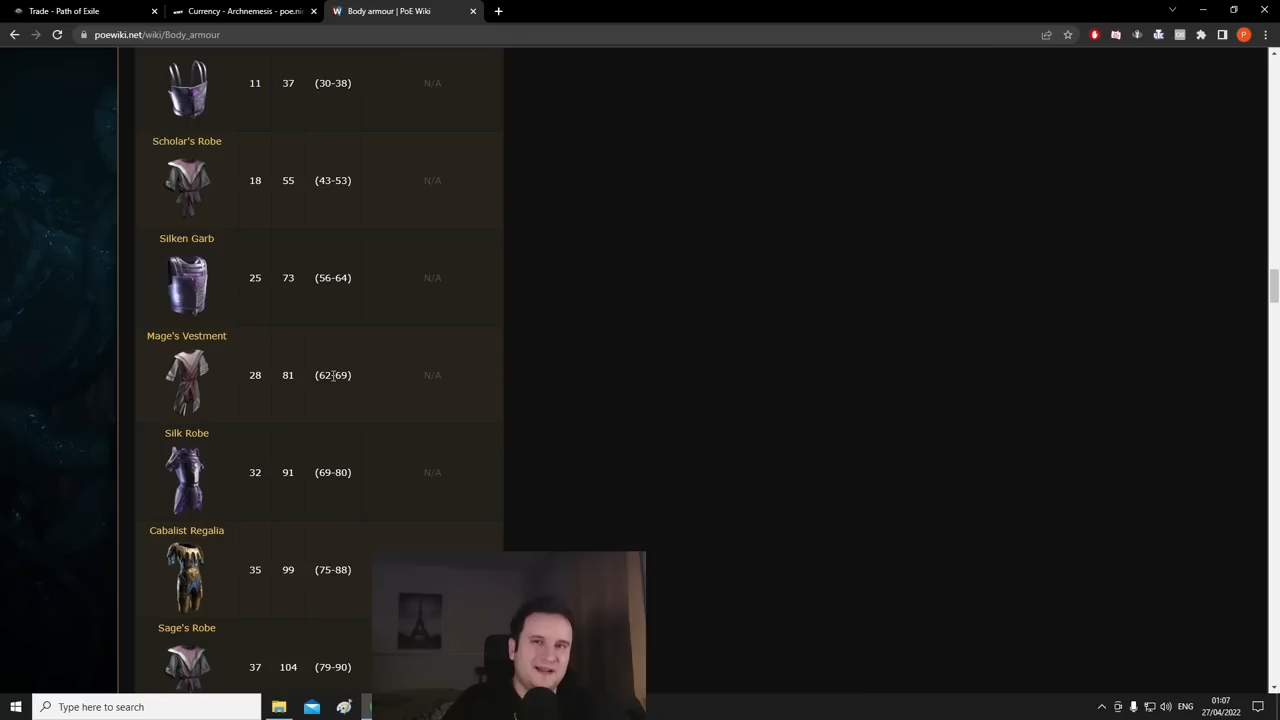 Trade - Path of Exile
Currency - Archnemesis - poe.nin
Body armour | PoE Wiki
poewiki.net/wiki/Body_armour
11 37 (30-38) N/A
Scholar's Robe
18 55 (43-53) N/A
Silken Garb
25 73 (56-64) N/A
Mage's Vestment
28 81 (62-69) N/A
Silk Robe
32 91 (69-80) N/A
Cabalist Regalia
35 99 (75-88)
Sage's Robe
37 104 (79-90)
Type here to search
ENG
01:07
27/04/2022